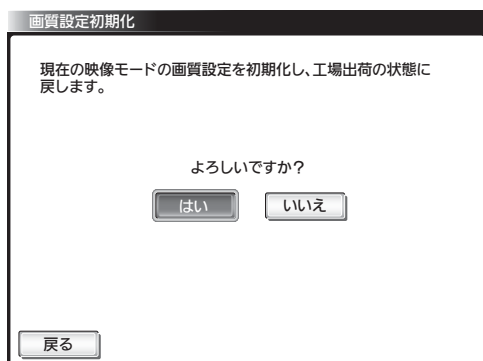 画質設定初期化
現在の映像モードの画質設定を初期化し、工場出荷の状態に
戻します。
よろしいですか?
はい いいえ
戻る